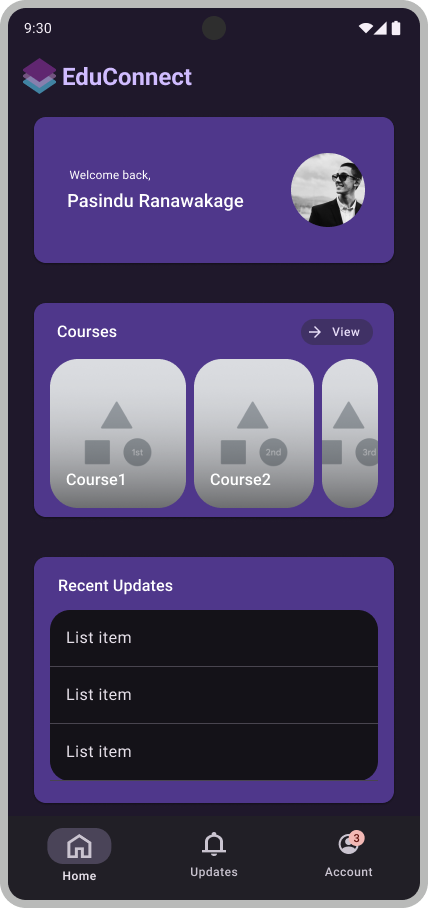 9:30
EduConnect
Welcome back,
Pasindu Ranawakage
Courses
View
1st
2nd
3rd
Course1
Course2
Recent Updates
List item
List item
List item
3
Home
Updates
Account